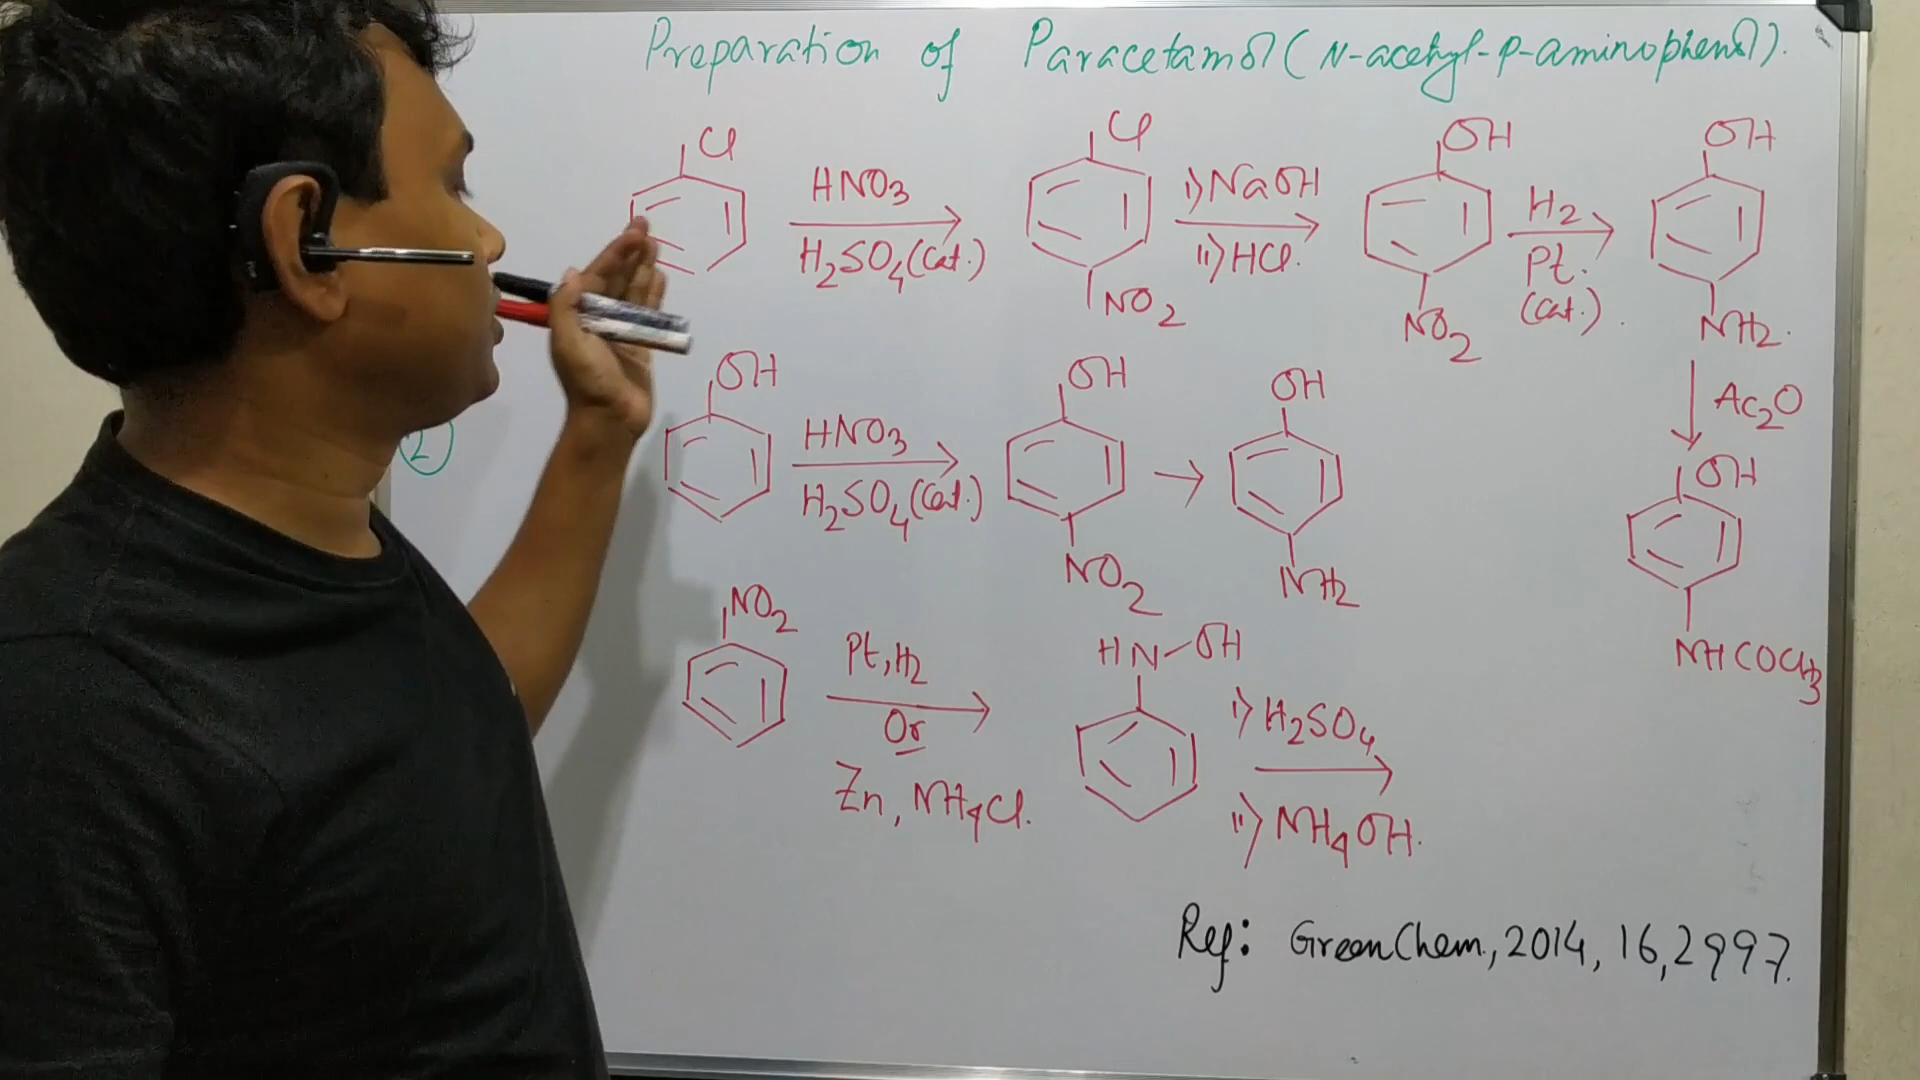 Preparation of Paracetamol (N-acetyl-p-aminophenol).
Cl
HNO3
H2SO4 (Cat.)
Cl
NO2
i) NaOH
ii) HCl.
OH
NO2
H2
Pt.
(Cat.).
OH
NH2.
Ac2O
OH
NHCOCH3
2
OH
HNO3
H2SO4 (Cat.)
OH
NO2
OH
NH2
NO2
Pt, H2
Or
Zn, NH4Cl.
HN-OH
i) H2SO4
ii) NH4OH.
Ref: Green Chem., 2014, 16, 2997.